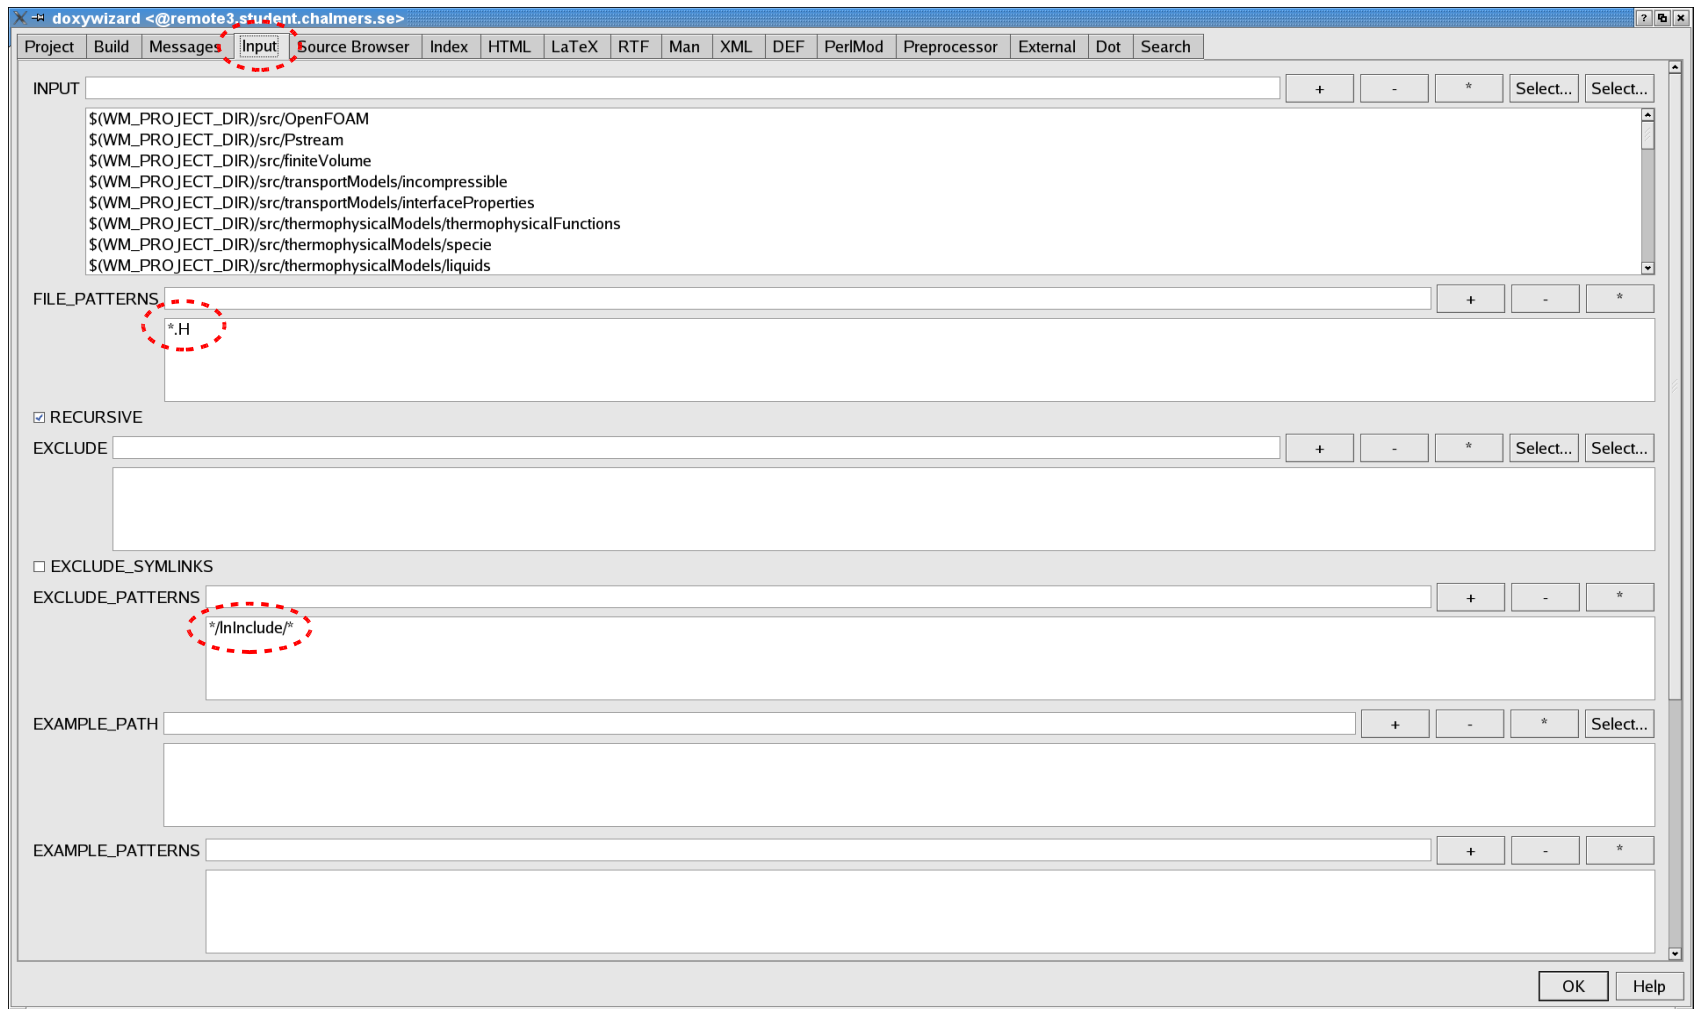 doxywizard <@remote3.student.chalmers.se>
Project Build Messages Input Source Browser Index HTML LaTeX RTF Man XML DEF PerlMod Preprocessor External Dot Search
INPUT + - * Select... Select...
$(WM_PROJECT_DIR)/src/OpenFOAM
$(WM_PROJECT_DIR)/src/Pstream
$(WM_PROJECT_DIR)/src/finiteVolume
$(WM_PROJECT_DIR)/src/transportModels/incompressible
$(WM_PROJECT_DIR)/src/transportModels/interfaceProperties
$(WM_PROJECT_DIR)/src/thermophysicalModels/thermophysicalFunctions
$(WM_PROJECT_DIR)/src/thermophysicalModels/specie
$(WM_PROJECT_DIR)/src/thermophysicalModels/liquids
FILE_PATTERNS + - *
*.H
RECURSIVE
EXCLUDE + - * Select... Select...
EXCLUDE_SYMLINKS
EXCLUDE_PATTERNS + - *
*/lnInclude/*
EXAMPLE_PATH + - * Select...
EXAMPLE_PATTERNS + - *
OK Help